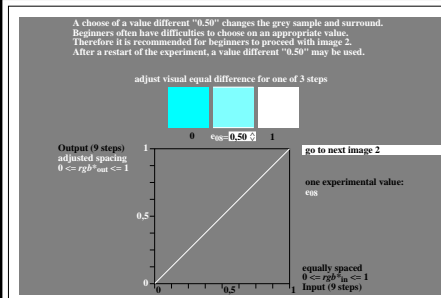 A choose of a value different "0.50" changes the grey sample and surround.
Beginners often have difficulties to choose on an appropriate value.
Therefore it is recommended for beginners to proceed with image 2.
After a restart of the experiment, a value different "0.50" may be used.
adjust visual equal difference for one of 3 steps
0 e08=0,50 1
Output (9 steps)
adjusted spacing
0 <= rgb*out <= 1
go to next image 2
one experimental value:
e08
1
0,5
0
0 0,5 1
equally spaced
0 <= rgb*in <= 1
Input (9 steps)